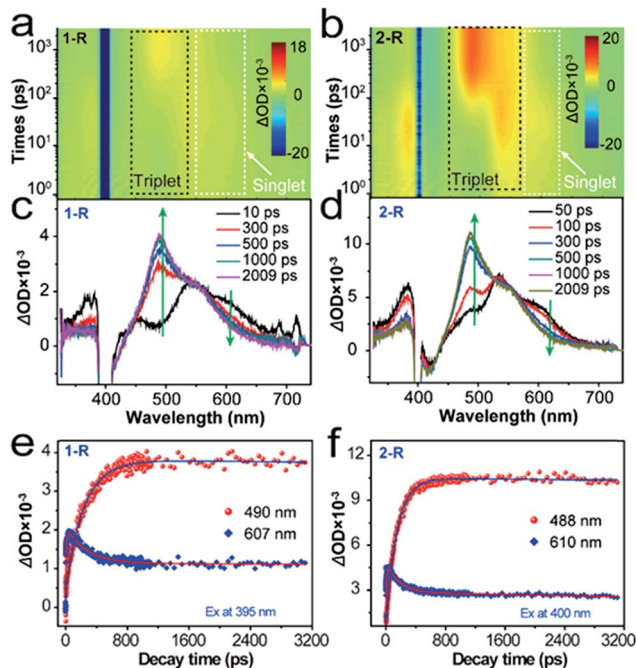 a
1-R
10³
10²
10¹
10⁰
Times (ps)
Triplet
Singlet
18
0
-20
ΔOD×10⁻³
b
2-R
10³
10²
10¹
10⁰
Times (ps)
Triplet
Singlet
20
0
-20
ΔOD×10⁻³
c
1-R
10 ps
300 ps
500 ps
1000 ps
2009 ps
4
2
0
ΔOD×10⁻³
400 500 600 700
Wavelength (nm)
d
2-R
50 ps
100 ps
300 ps
500 ps
1000 ps
2009 ps
10
5
0
ΔOD×10⁻³
400 500 600 700
Wavelength (nm)
e
1-R
4
3
2
1
0
ΔOD×10⁻³
490 nm
607 nm
Ex at 395 nm
0 800 1600 2400 3200
Decay time (ps)
f
2-R
12
9
6
3
ΔOD×10⁻³
488 nm
610 nm
Ex at 400 nm
0 800 1600 2400 3200
Decay time (ps)